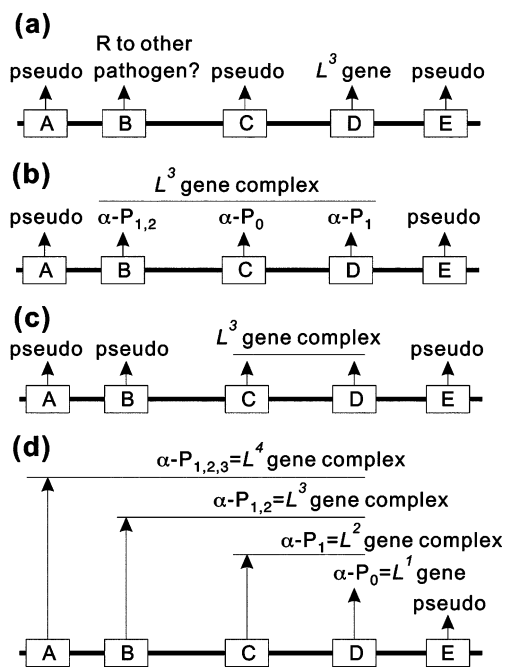 (a)
R to other
pseudo pathogen? pseudo L³ gene pseudo
A B C D E
(b)
L³ gene complex
pseudo α-P₁,₂ α-P₀ α-P₁ pseudo
A B C D E
(c)
L³ gene complex
pseudo pseudo pseudo
A B C D E
(d)
α-P₁,₂,₃=L⁴ gene complex
α-P₁,₂=L³ gene complex
α-P₁=L² gene complex
α-P₀=L¹ gene
pseudo
A B C D E